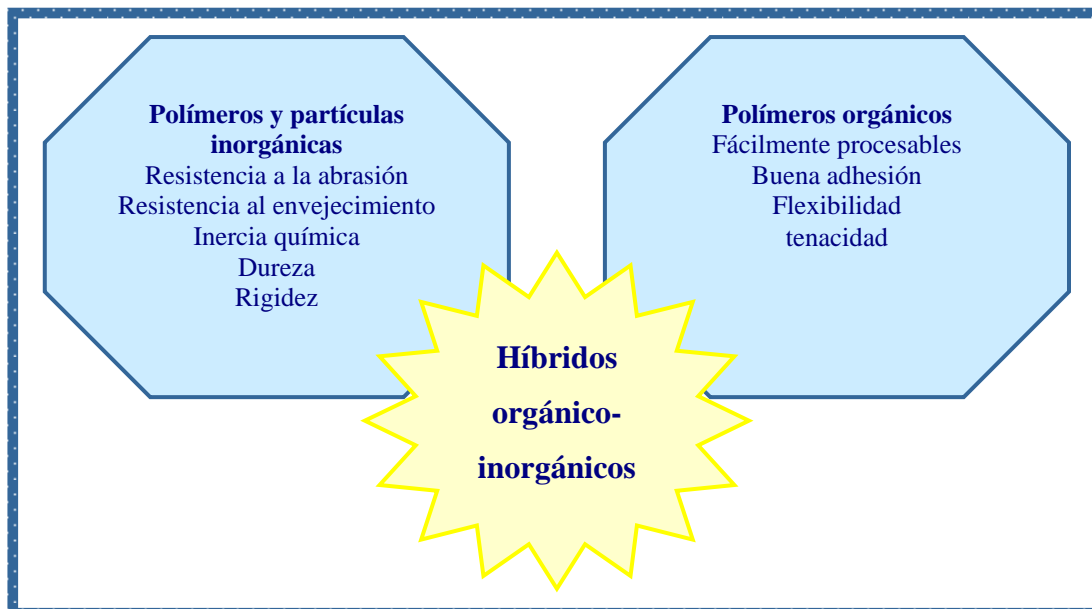 Polímeros y partículas
inorgánicas
Resistencia a la abrasión
Resistencia al envejecimiento
Inercia química
Dureza
Rigidez
Polímeros orgánicos
Fácilmente procesables
Buena adhesión
Flexibilidad
tenacidad
Híbridos
orgánico-
inorgánicos